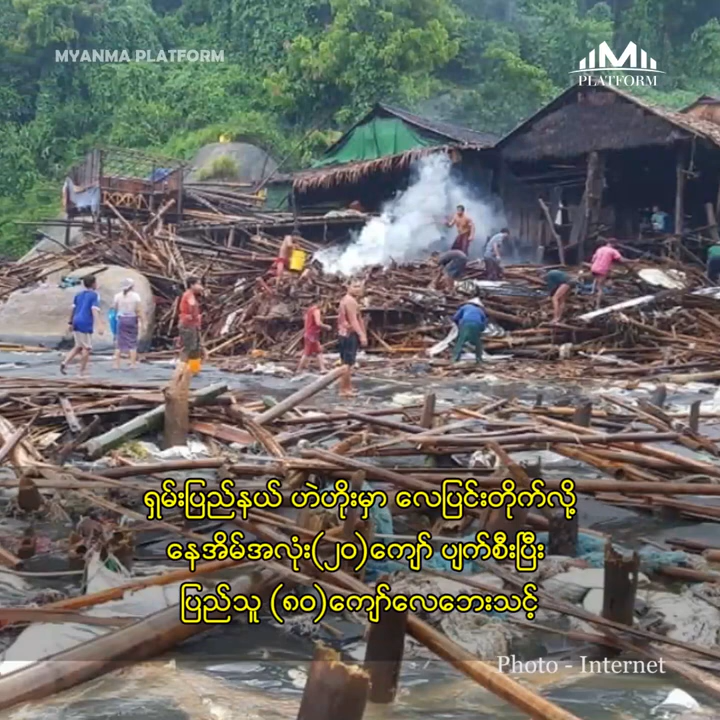 MYANMA PLATFORM
M
PLATFORM
ရှမ်းပြည်နယ် ဟဲဟိုးမှာ လေပြင်းတိုက်လို့
နေအိမ်အလုံး(၂၀)ကျော် ပျက်စီးပြီး
ပြည်သူ (၈၀)ကျော်လေဘေးသင့်
Photo - Internet